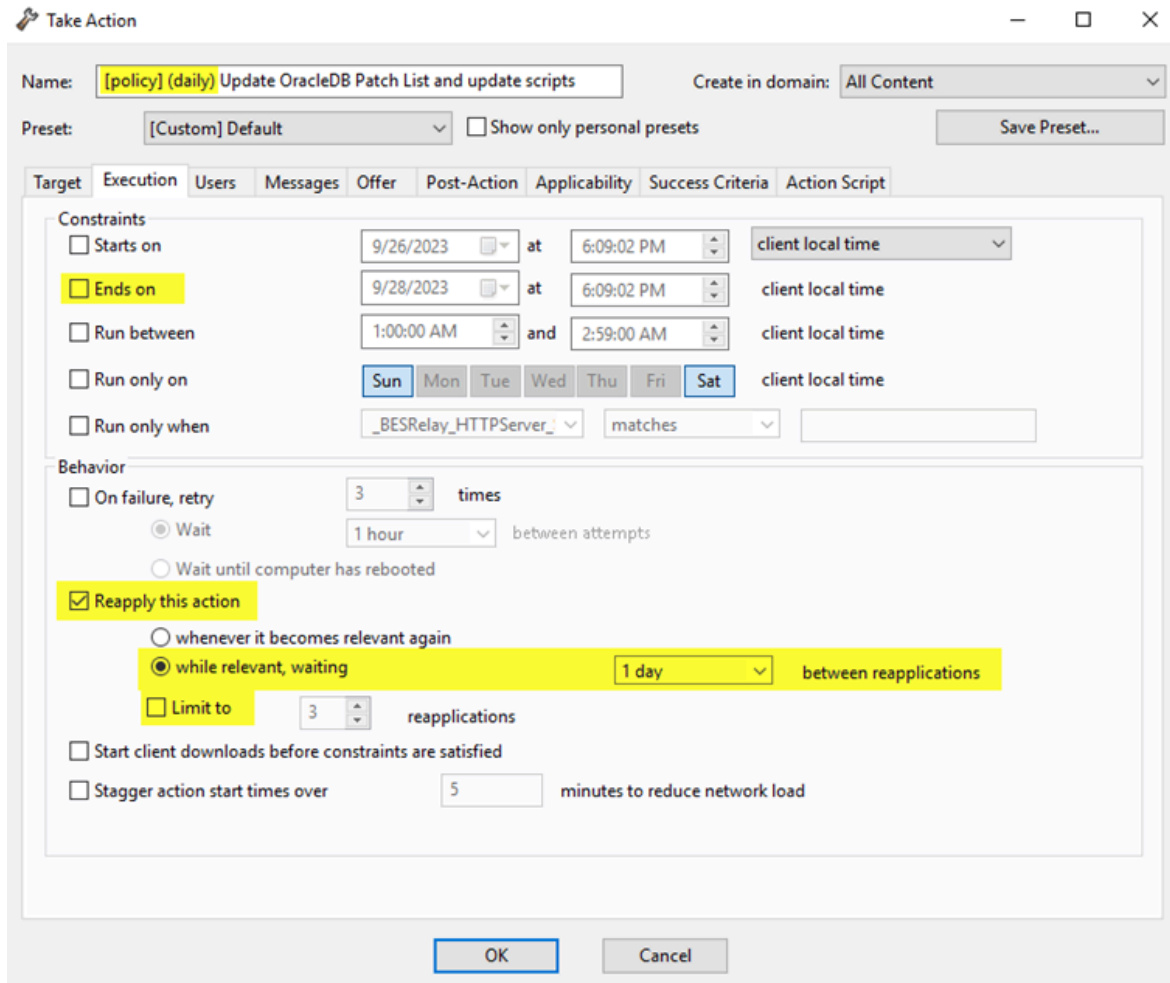 Take Action
Name: [policy] (daily) Update OracleDB Patch List and update scripts Create in domain: All Content
Preset: [Custom] Default Show only personal presets Save Preset...
Target Execution Users Messages Offer Post-Action Applicability Success Criteria Action Script
Constraints
Starts on 9/26/2023 at 6:09:02 PM client local time
Ends on 9/28/2023 at 6:09:02 PM client local time
Run between 1:00:00 AM and 2:59:00 AM client local time
Run only on Sun Mon Tue Wed Thu Fri Sat client local time
Run only when _BESRelay_HTTPServer_ matches
Behavior
On failure, retry 3 times
Wait 1 hour between attempts
Wait until computer has rebooted
Reapply this action
whenever it becomes relevant again
while relevant, waiting 1 day between reapplications
Limit to 3 reapplications
Start client downloads before constraints are satisfied
Stagger action start times over 5 minutes to reduce network load
OK Cancel